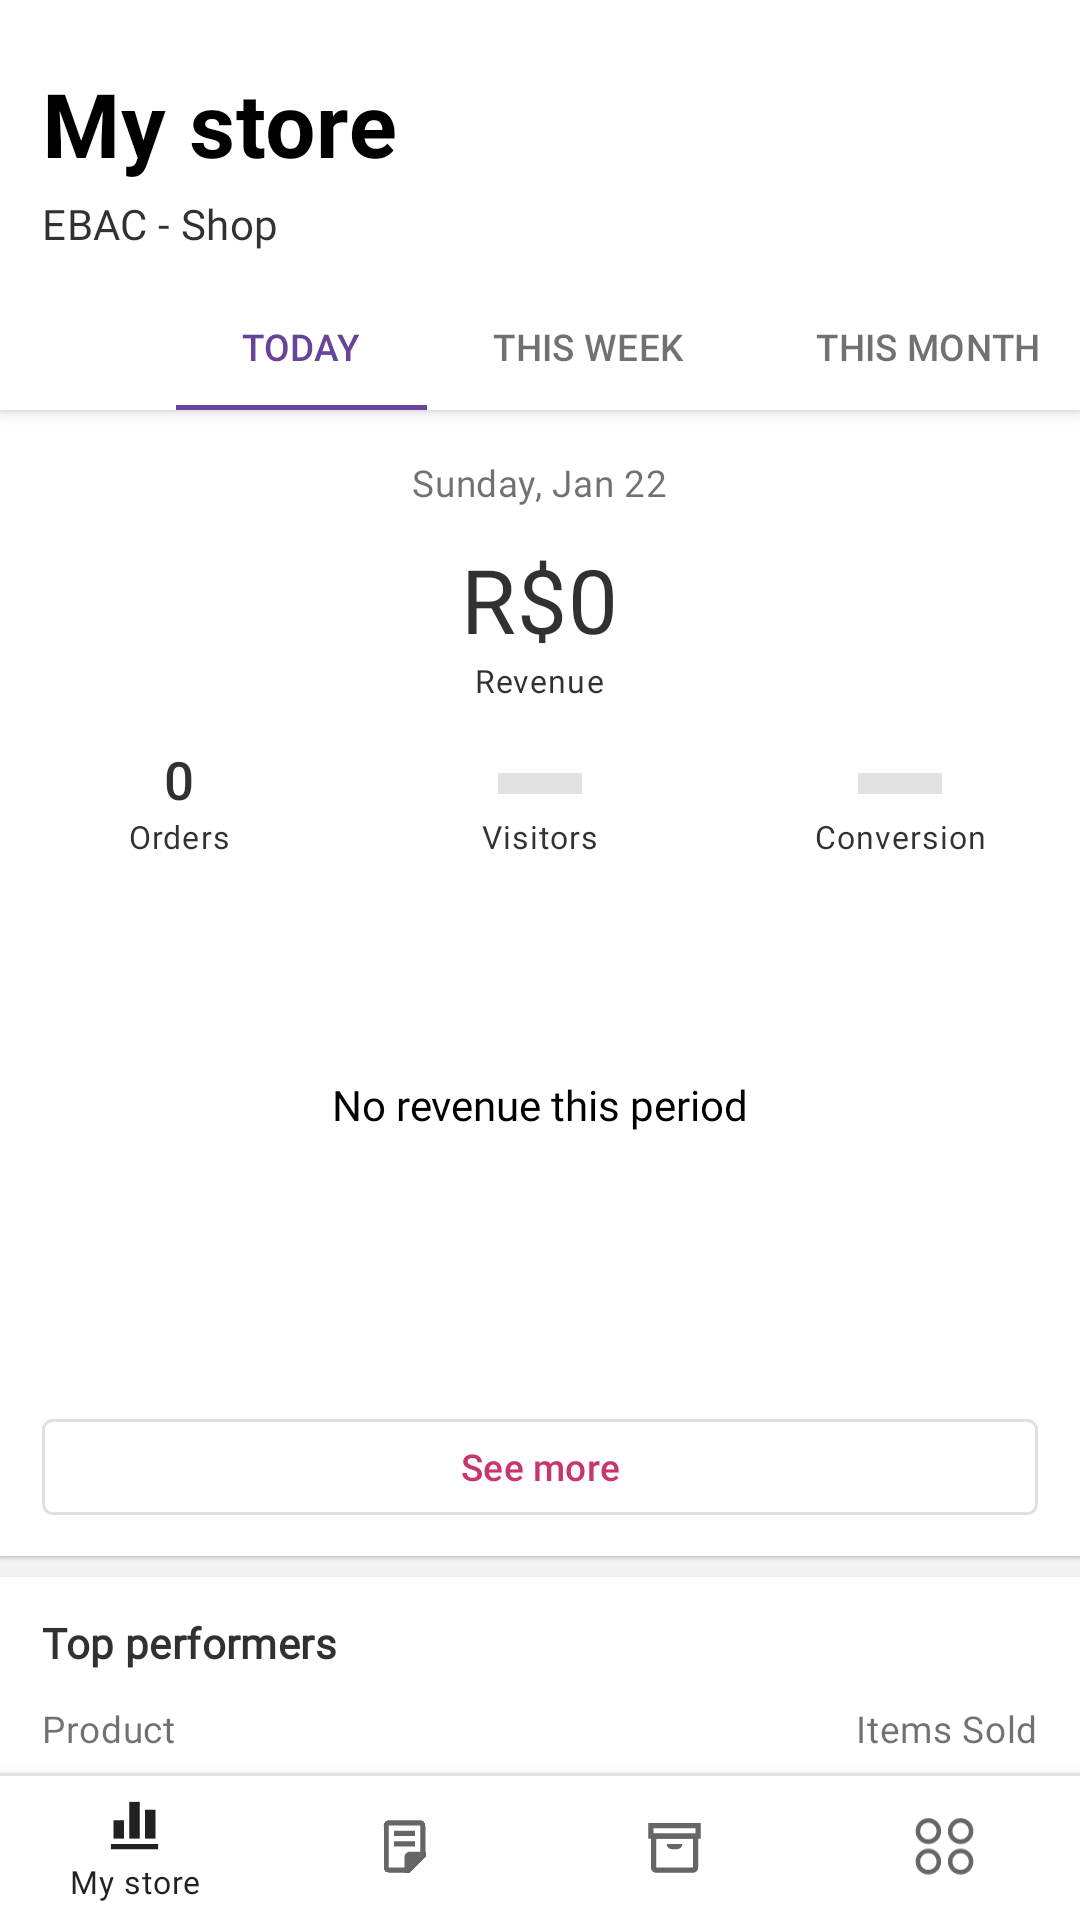 My store
EBAC - Shop
TODAY THIS WEEK THIS MONTH
Sunday, Jan 22
R$0
Revenue
0
Orders Visitors Conversion
No revenue this period
See more
Top performers
Product Items Sold
My store